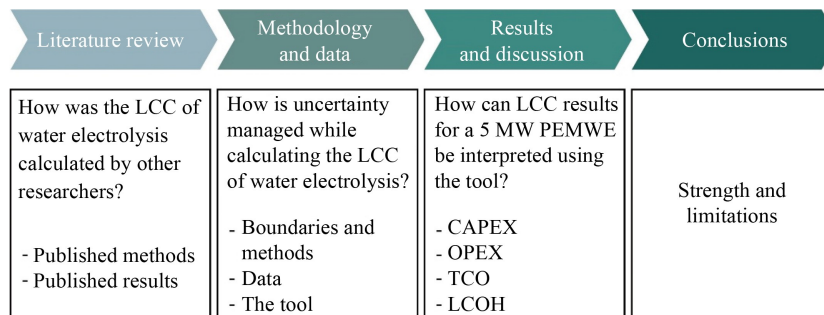 Literature review
Methodology
and data
Results
and discussion
Conclusions
How was the LCC of
water electrolysis
calculated by other
researchers?
- Published methods
- Published results
How is uncertainty
managed while
calculating the LCC
of water electrolysis?
- Boundaries and
methods
- Data
- The tool
How can LCC results
for a 5 MW PEMWE
be interpreted using
the tool?
- CAPEX
- OPEX
- TCO
- LCOH
Strength and
limitations